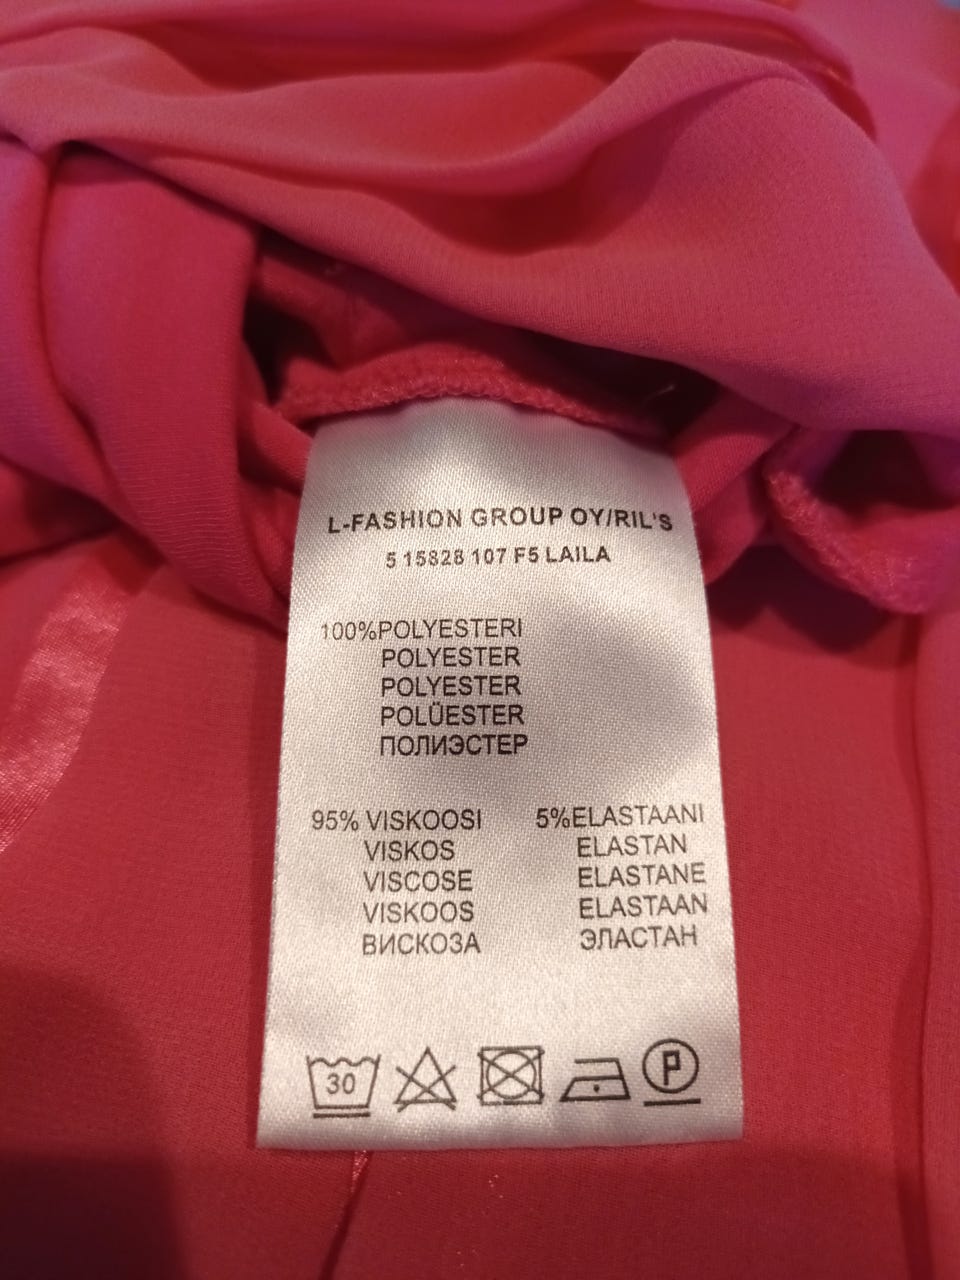 L-FASHION GROUP OY/RIL'S
5 15828 107 F5 LAILA
100%POLYESTERI
POLYESTER
POLYESTER
POLÜESTER
ПОЛИЭСТЕР
95% VISKOOSI 5%ELASTAANI
VISKOS ELASTAN
VISCOSE ELASTANE
VISKOOS ELASTAAN
ВИСКОЗА ЭЛАСТАН
30 P